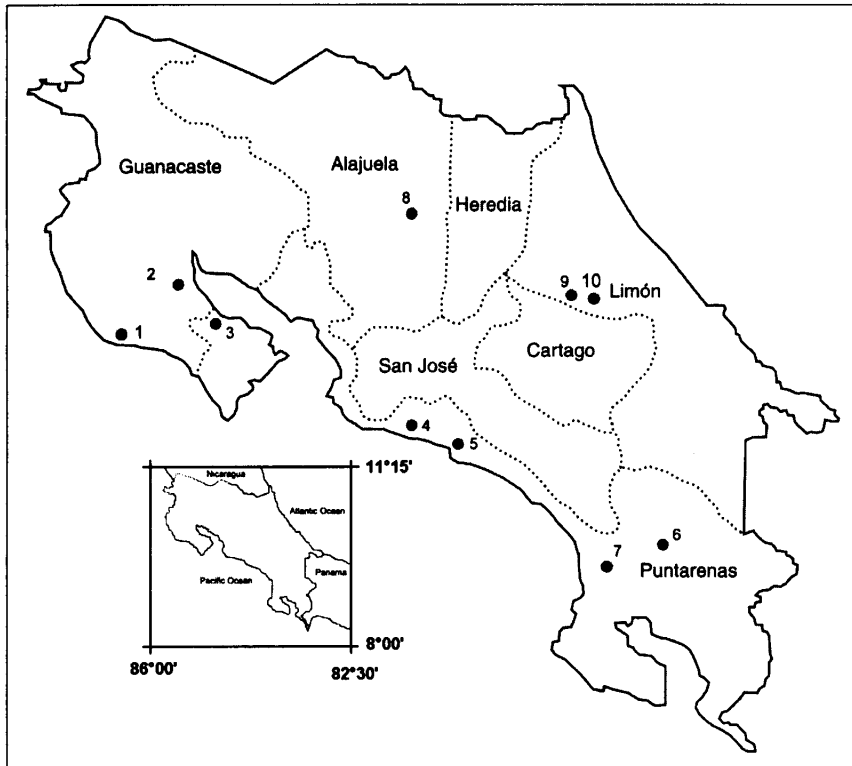 Guanacaste
Alajuela
Heredia
8
2
9 10 Limón
1
3
San José
Cartago
4
5
6
7
Puntarenas
Nicaragua
Atlantic Ocean
Panama
Pacific Ocean
11°15'
8°00'
86°00'
82°30'